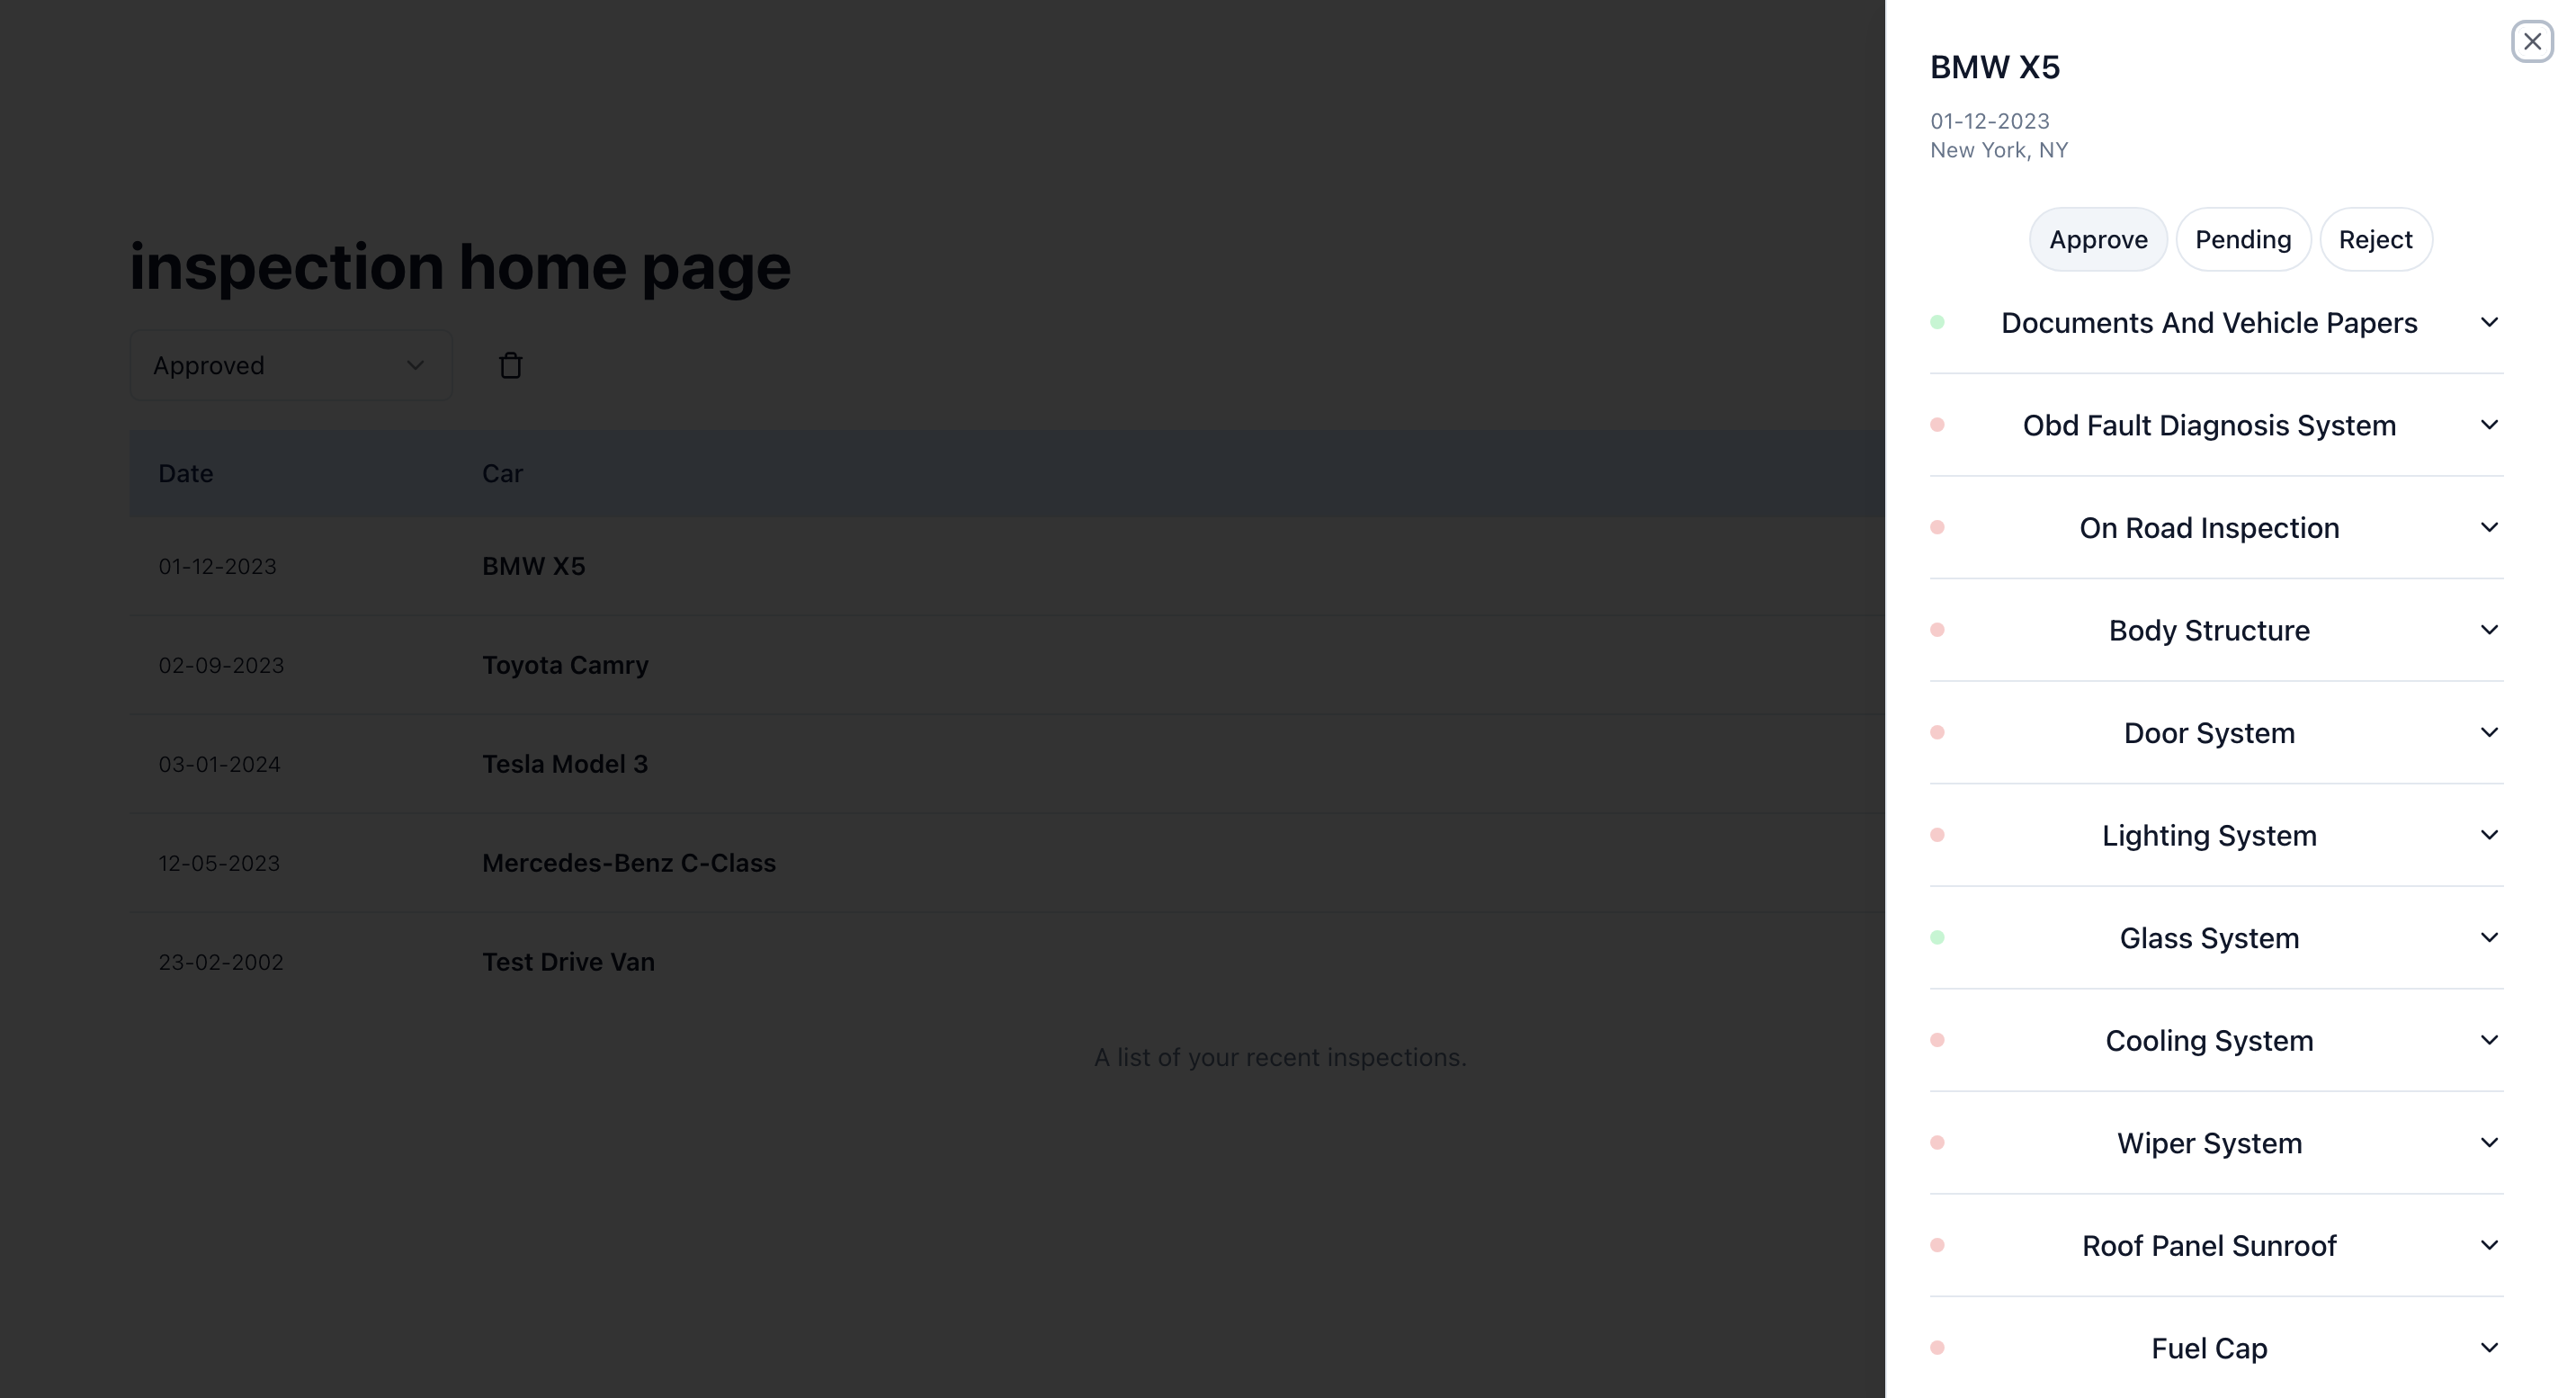 inspection home page
Approved
Date Car
01-12-2023 BMW X5
02-09-2023 Toyota Camry
03-01-2024 Tesla Model 3
12-05-2023 Mercedes-Benz C-Class
23-02-2002 Test Drive Van
A list of your recent inspections.
BMW X5
01-12-2023
New York, NY
Approve Pending Reject
Documents And Vehicle Papers
Obd Fault Diagnosis System
On Road Inspection
Body Structure
Door System
Lighting System
Glass System
Cooling System
Wiper System
Roof Panel Sunroof
Fuel Cap